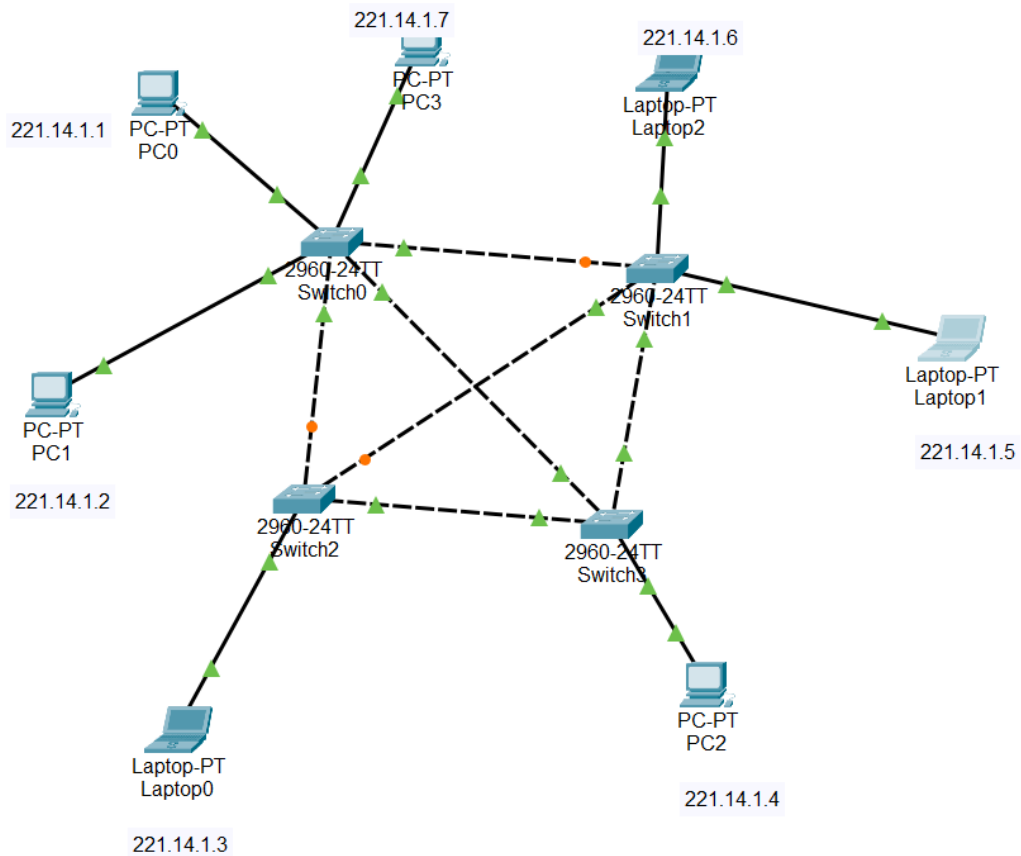 221.14.1.7
PC-PT
PC3
221.14.1.6
Laptop-PT
Laptop2
221.14.1.1
PC-PT
PC0
2960-24TT
Switch0
2960-24TT
Switch1
Laptop-PT
Laptop1
221.14.1.5
PC-PT
PC1
221.14.1.2
2960-24TT
Switch2
2960-24TT
Switch3
PC-PT
PC2
221.14.1.4
Laptop-PT
Laptop0
221.14.1.3